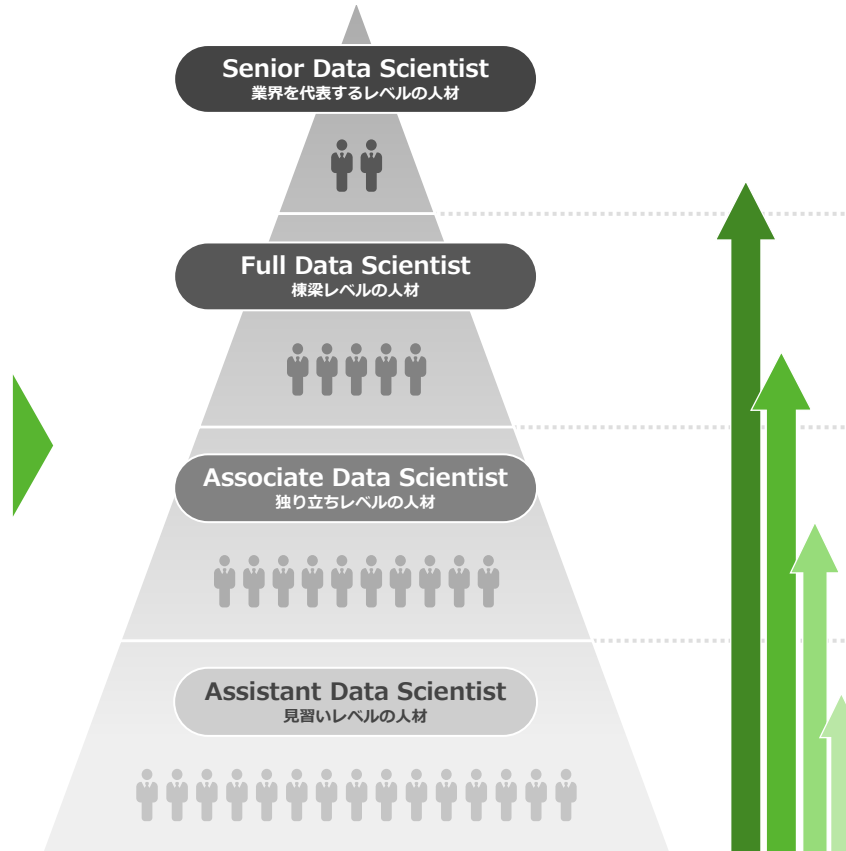 Senior Data Scientist
業界を代表するレベルの人材
Full Data Scientist
棟梁レベルの人材
Associate Data Scientist
独り立ちレベルの人材
Assistant Data Scientist
見習いレベルの人材